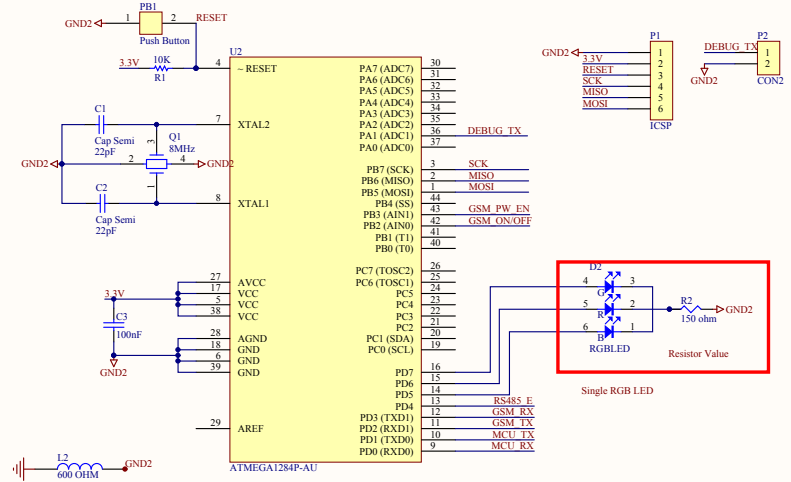 PB1
GND2 1 2 RESET
Push Button
3.3V 10K 4 ~RESET
R1
U2
C1
Cap Semi
22pF
7 XTAL2
3 Q1
8MHz
GND2 2 4 GND2
1
C2
Cap Semi
22pF
8 XTAL1
3.3V
27 AVCC
17 VCC
5 VCC
38 VCC
C3
100nF
28 AGND
18 GND
6 GND
39 GND
GND2
29 AREF
L2
600 OHM
GND2
ATMEGA1284P-AU
PA7 (ADC7) 30
PA6 (ADC6) 31
PA5 (ADC5) 32
PA4 (ADC4) 33
PA3 (ADC3) 34
PA2 (ADC2) 35
PA1 (ADC1) 36 DEBUG_TX
PA0 (ADC0) 37
PB7 (SCK) 3 SCK
PB6 (MISO) 2 MISO
PB5 (MOSI) 1 MOSI
PB4 (SS) 44
PB3 (AIN1) 43 GSM_PW_EN
PB2 (AIN0) 42 GSM_ON/OFF
PB1 (T1) 41
PB0 (T0) 40
PC7 (TOSC2) 26
PC6 (TOSC1) 25
PC5 24
PC4 23
PC3 22
PC2 21
PC1 (SDA) 20
PC0 (SCL) 19
PD7 16
PD6 15
PD5 14
PD4 13 RS485_E
PD3 (TXD1) 12 GSM_RX
PD2 (RXD1) 11 GSM_TX
PD1 (TXD0) 10 MCU_TX
PD0 (RXD0) 9 MCU_RX
P1
GND2 1
3.3V 2
RESET 3
SCK 4
MISO 5
MOSI 6
ICSP
P2
DEBUG_TX 1
2
GND2
CON2
D2
4 G 3
5 R 2
6 B 1
RGBLED
R2
150 ohm
GND2
Resistor Value
Single RGB LED